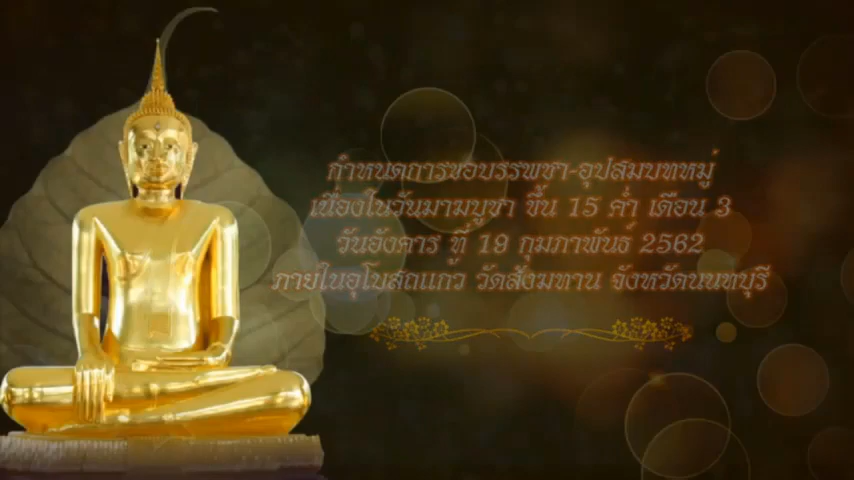 กำหนดการขอบรรพชา-อุปสมบทหมู่
เนื่องในวันมาฆบูชา ขึ้น 15 ค่ำ เดือน 3
วันอังคาร ที่ 19 กุมภาพันธ์ 2562
ภายในอุโบสถแก้ว วัดสังฆทาน จังหวัดนนทบุรี